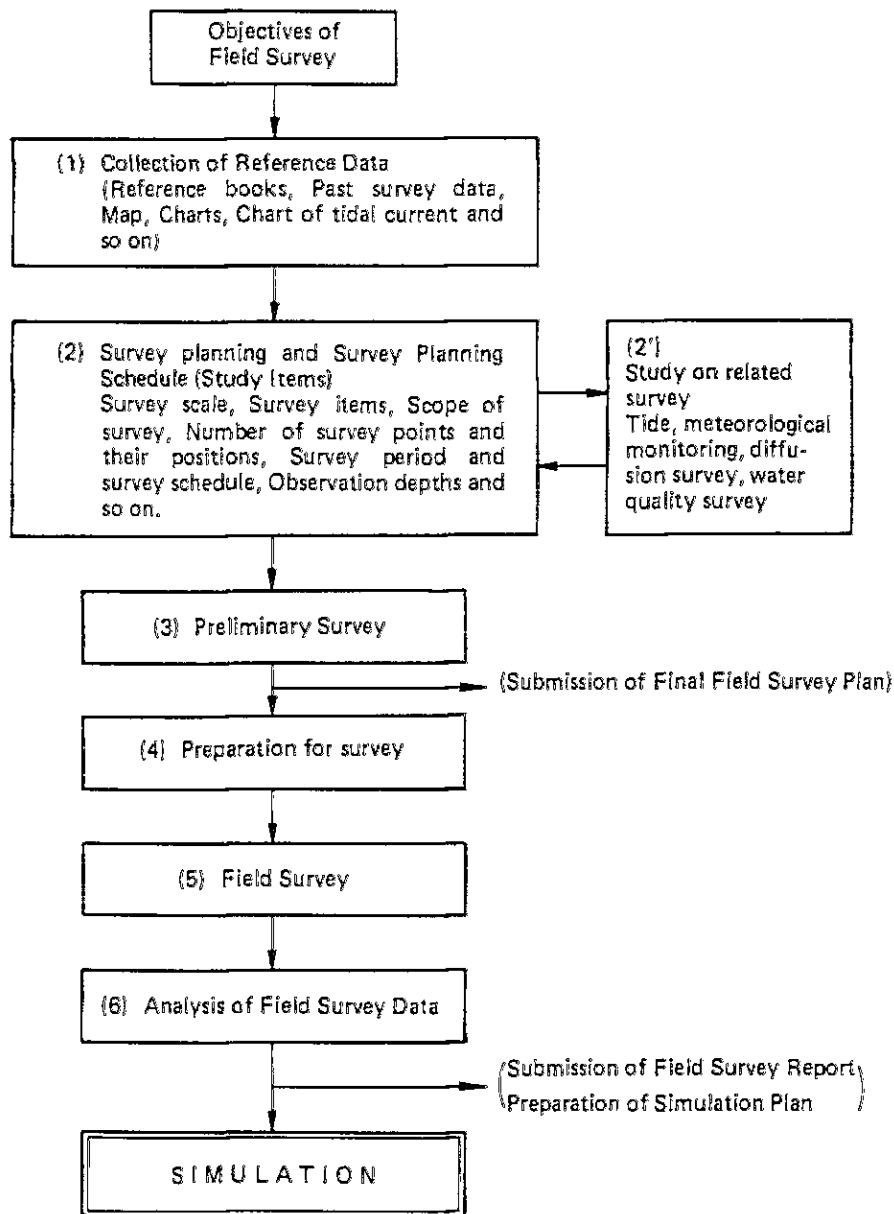 Objectives of
Field Survey
(1) Collection of Reference Data
(Reference books, Past survey data,
Map, Charts, Chart of tidal current and
so on)
(2) Survey planning and Survey Planning
Schedule (Study Items)
Survey scale, Survey items, Scope of
survey, Number of survey points and
their positions, Survey period and
survey schedule, Observation depths and
so on.
(2')
Study on related
survey
Tide, meteorological
monitoring, diffu-
sion survey, water
quality survey
(3) Preliminary Survey
(Submission of Final Field Survey Plan)
(4) Preparation for survey
(5) Field Survey
(6) Analysis of Field Survey Data
(Submission of Field Survey Report
Preparation of Simulation Plan)
SIMULATION